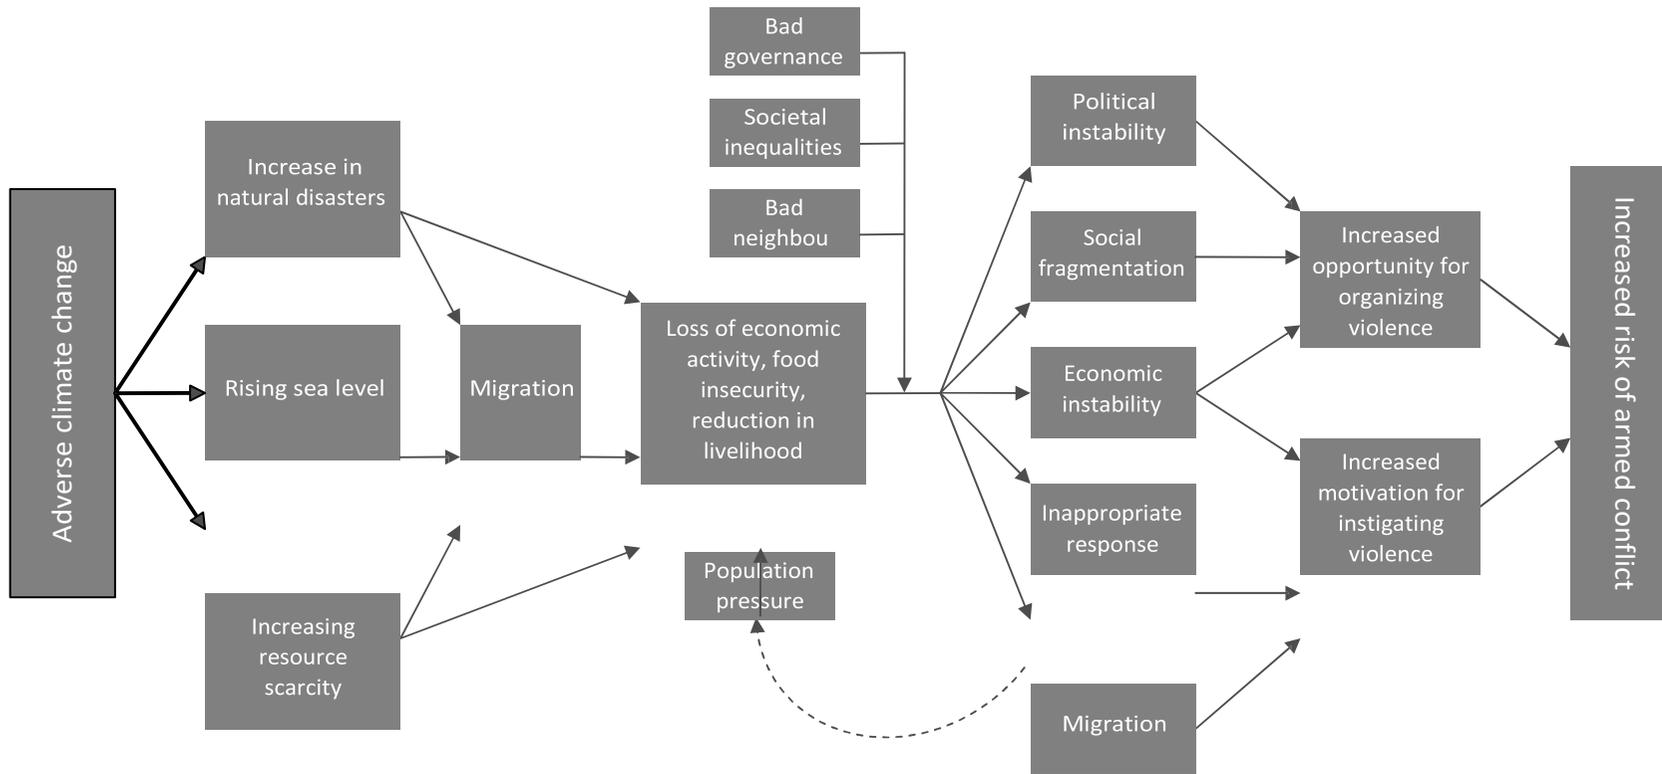 Adverse climate change
Increase in
natural disasters
Rising sea level
Increasing
resource
scarcity
Migration
Bad
governance
Societal
inequalities
Bad
neighbou
Loss of economic
activity, food
insecurity,
reduction in
livelihood
Population
pressure
Political
instability
Social
fragmentation
Economic
instability
Inappropriate
response
Migration
Increased
opportunity for
organizing
violence
Increased
motivation for
instigating
violence
Increased risk of armed conflict